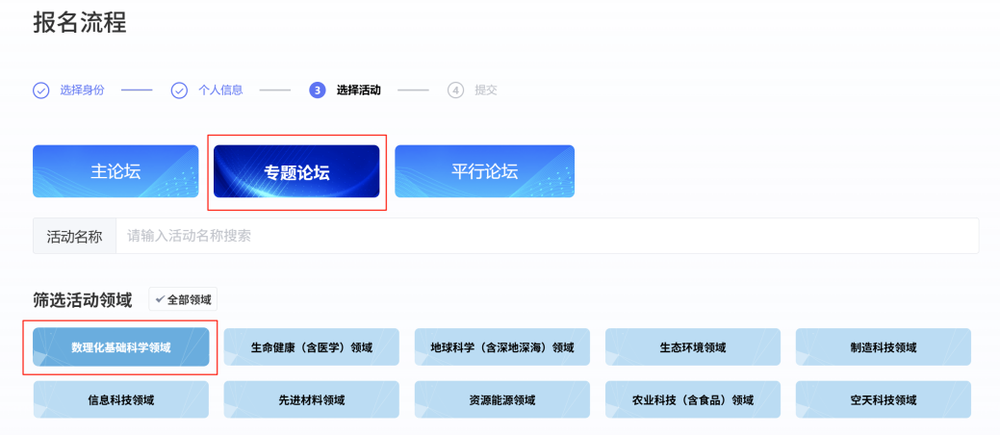 报名流程
选择身份 个人信息 3 选择活动 4 提交
主论坛 专题论坛 平行论坛
活动名称 请输入活动名称搜索
筛选活动领域 全部领域
数理化基础科学领域 生命健康（含医学）领域 地球科学（含深地深海）领域 生态环境领域 制造科技领域
信息科技领域 先进材料领域 资源能源领域 农业科技（含食品）领域 空天科技领域